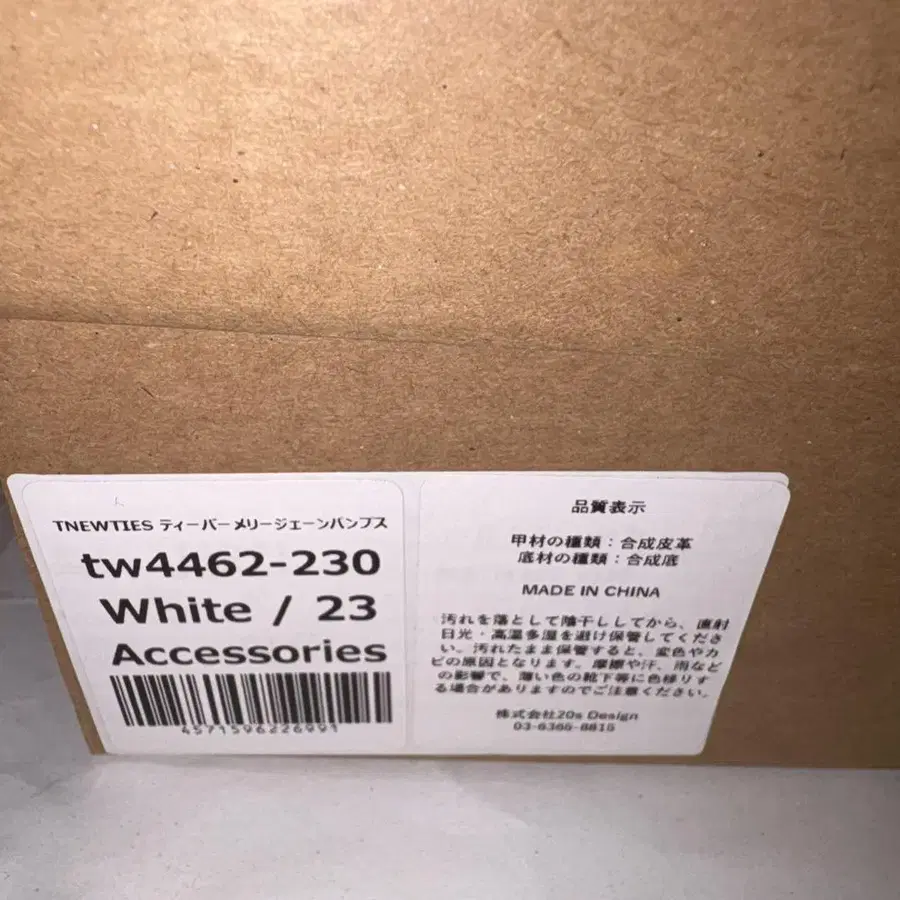 TNEWTIES ティーバーメリージェーンパンプス
tw4462-230
White / 23
Accessories
4571596226991
品質表示
甲材の種類：合成皮革
底材の種類：合成底
MADE IN CHINA
汚れを落として陰干ししてから、直射
日光・高温多湿を避け保管してくださ
い。汚れたまま保管すると、変色やカ
ビの原因となります。摩擦や汗、雨など
の影響で、薄い色の靴下等に色移りす
る場合がありますのでご注意ください。
株式会社20s Design
03-6366-8815